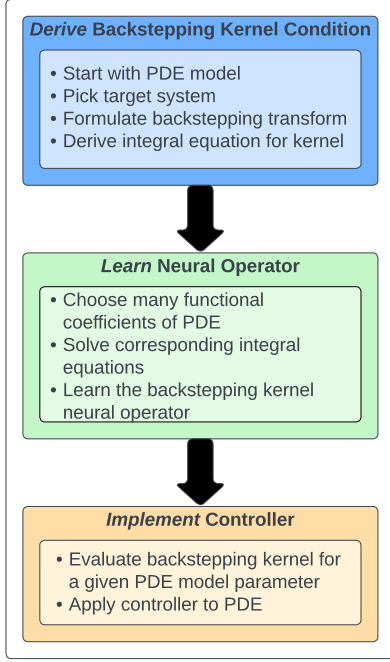 Derive Backstepping Kernel Condition
• Start with PDE model
• Pick target system
• Formulate backstepping transform
• Derive integral equation for kernel
Learn Neural Operator
• Choose many functional
coefficients of PDE
• Solve corresponding integral
equations
• Learn the backstepping kernel
neural operator
Implement Controller
• Evaluate backstepping kernel for
a given PDE model parameter
• Apply controller to PDE